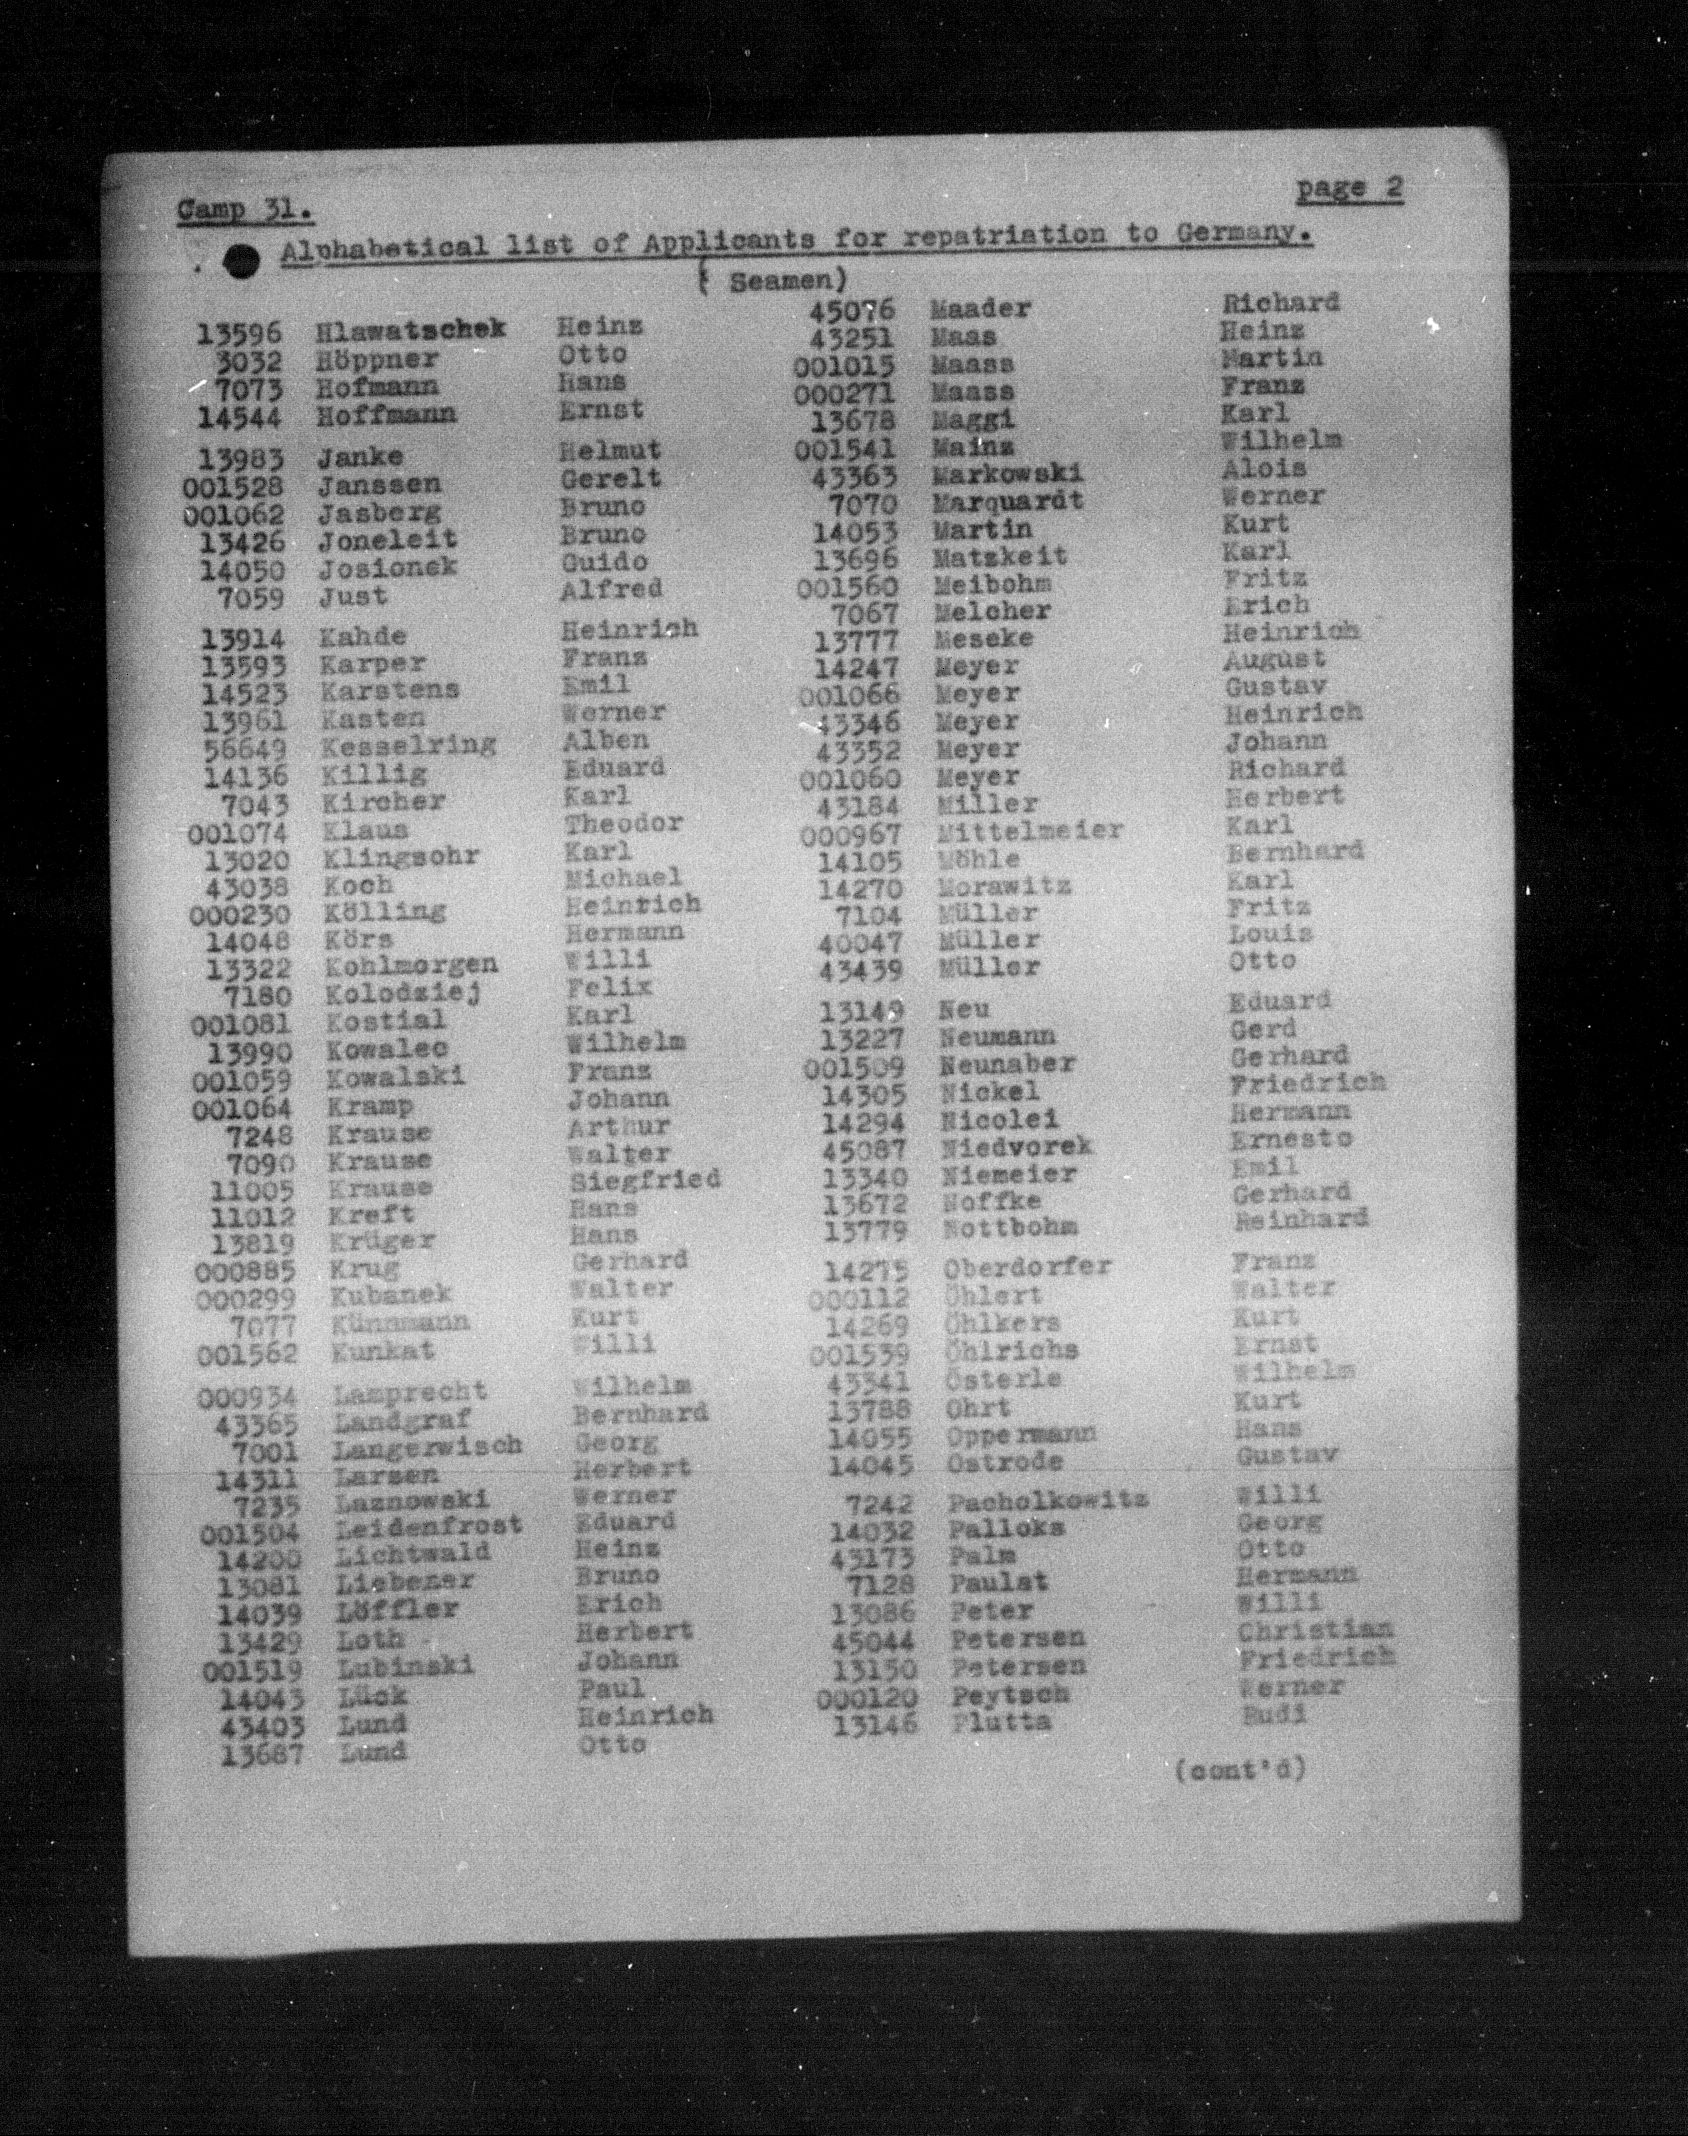 Camp 31.
page 2
Alphabetical list of Applicants for repatriation to Germany.
( Seamen)
13596 Hlawatschek Heinz
3032 Höppner Otto
7073 Hofmann Hans
14544 Hoffmann Ernst
13983 Janke Helmut
001528 Janssen Gerelt
001062 Jasberg Bruno
13426 Joneleit Bruno
14050 Josionek Guido
7059 Just Alfred
13914 Kahde Heinrich
13593 Karper Franz
14523 Karstens Emil
13961 Kasten Werner
56649 Kesselring Alben
14136 Killig Eduard
7043 Kircher Karl
001074 Klaus Theodor
13020 Klingsohr Karl
43038 Koch Michael
000230 Kölling Heinrich
14048 Körs Hermann
13322 Kohlmorgen Willi
7180 Kolodziej Felix
001081 Kostial Karl
13990 Kowalec Wilhelm
001059 Kowalski Franz
001064 Kramp Johann
7248 Krause Arthur
7090 Krause Walter
11005 Krause Siegfried
11012 Kreft Hans
13819 Krüger Hans
000885 Krug Gerhard
000299 Kubanek Walter
7077 Künnmann Kurt
001562 Kunkat Willi
000934 Lamprecht Wilhelm
43365 Landgraf Bernhard
7001 Langerwisch Georg
14311 Larsen Herbert
7235 Laznowski Werner
001504 Leidenfrost Eduard
14200 Lichtwald Heinz
13081 Liebezer Bruno
14039 Löffler Erich
13429 Loth Herbert
001519 Lubinski Johann
14043 Lück Paul
43403 Lund Heinrich
13687 Lund Otto
45076 Maader Richard
43251 Maas Heinz
001015 Maass Martin
000271 Maass Franz
13678 Maggi Karl
001541 Mainz Wilhelm
43363 Markowski Alois
7070 Marquardt Werner
14053 Martin Kurt
13696 Matzkeit Karl
001560 Meibohm Fritz
7067 Melcher Erich
13777 Meseke Heinrich
14247 Meyer August
001066 Meyer Gustav
43346 Meyer Heinrich
43352 Meyer Johann
001060 Meyer Richard
43184 Miller Herbert
000967 Mittelmeier Karl
14105 Möhle Bernhard
14270 Morawitz Karl
7104 Müller Fritz
40047 Müller Louis
43439 Müller Otto
13149 Neu Eduard
13227 Neumann Gerd
001509 Neunaber Gerhard
14305 Nickel Friedrich
14294 Nicolei Hermann
45087 Niedvorek Ernesto
13340 Niemeier Emil
13672 Noffke Gerhard
13779 Nottbohm Reinhard
14275 Oberdorfer Franz
000112 Öhlert Walter
14269 Öhlkers Kurt
001539 Öhlrichs Ernst
43341 Österle Wilhelm
13788 Ohrt Kurt
14055 Oppermann Hans
14045 Ostrode Gustav
7242 Pacholkowitz Willi
14032 Palloks Georg
43173 Palm Otto
7128 Paulat Hermann
13086 Peter Willi
45044 Petersen Christian
13150 Petersen Friedrich
000120 Peytsch Werner
13146 Plutta Rudi
(cont'd)